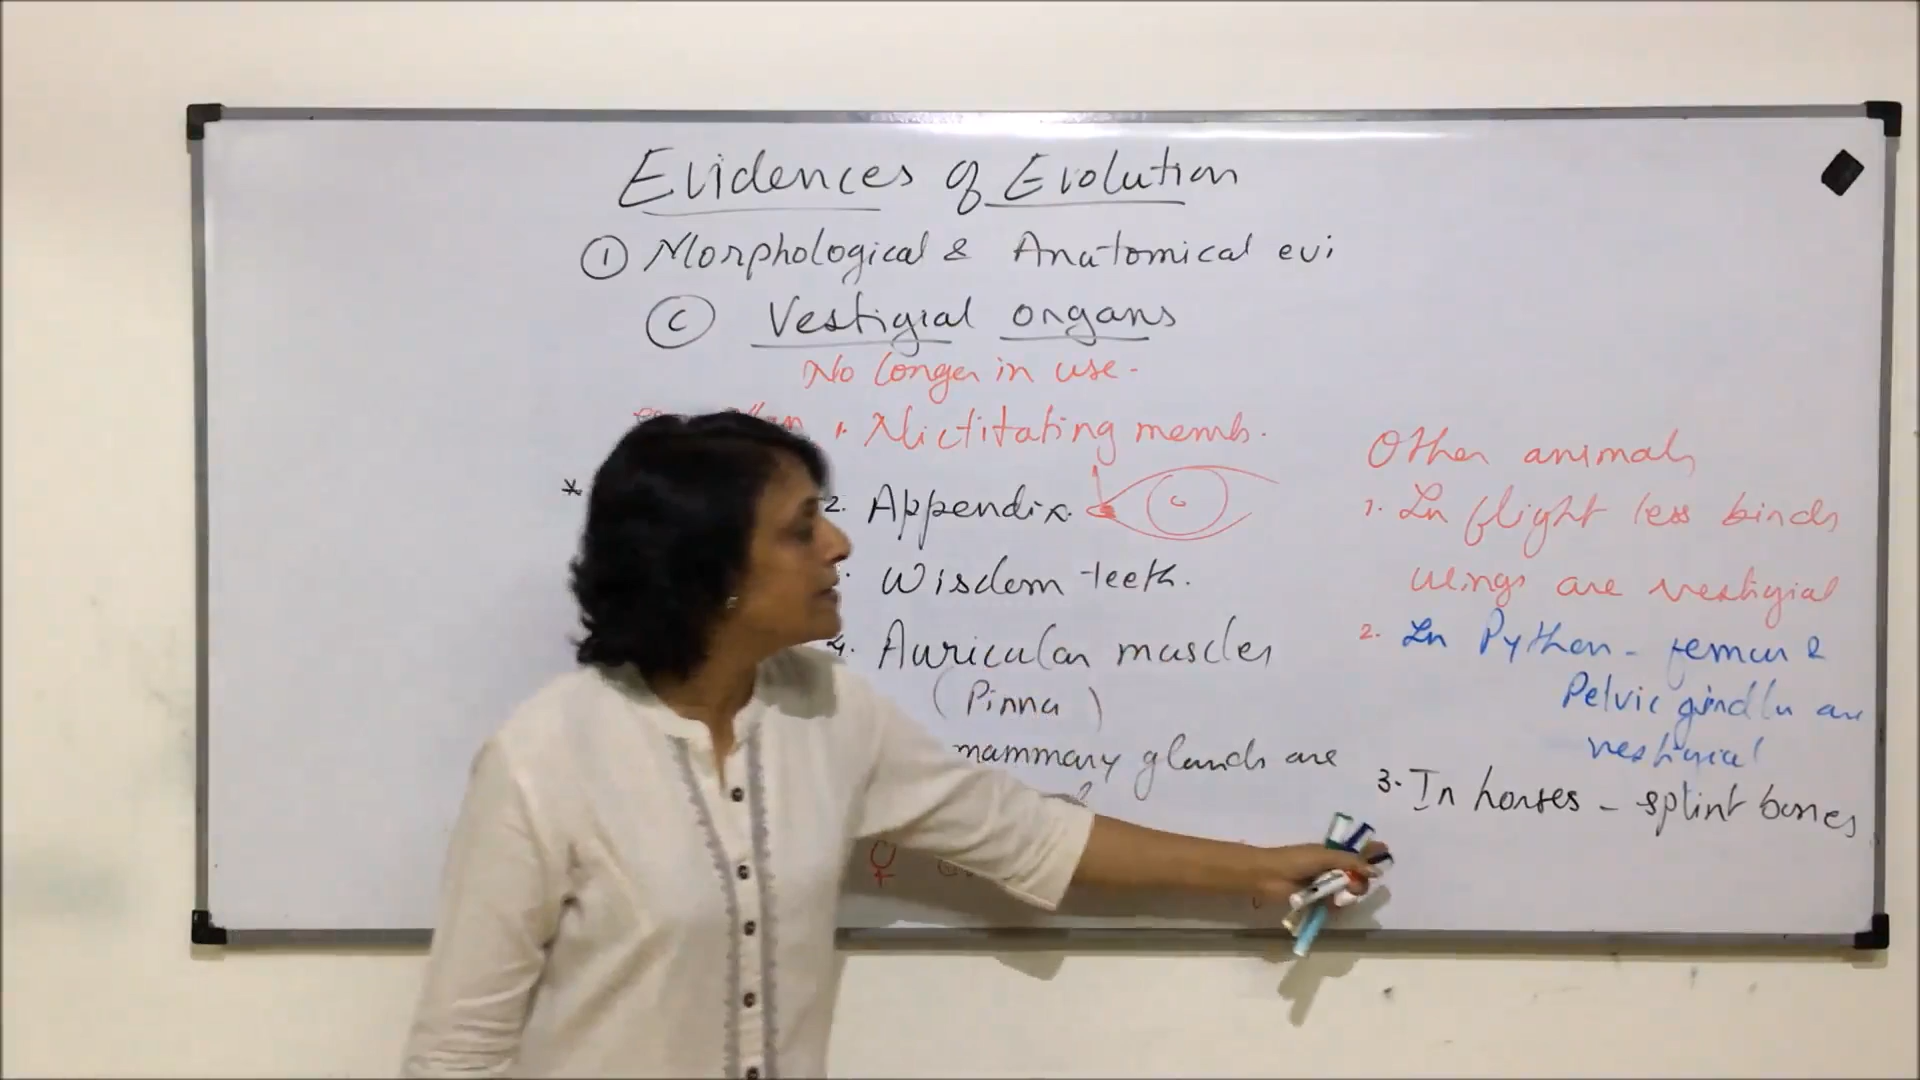 Evidences of Evolution
① Morphological & Anatomical evi
Ⓒ Vestigial organs
No longer in use.
1. Nictitating memb.
* 2. Appendix.
Wisdom teeth.
4. Auricular muscles
(Pinna)
mammary glands are
♀
Other animals
1. In flight less birds
wings are vestigial
2. In Python - femur &
Pelvic girdle are
vestigial
3. In horses - splint bones